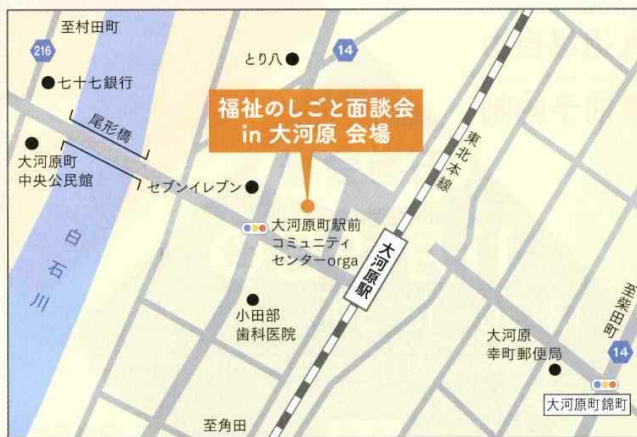 至村田町
216
七十七銀行
とり八
14
福祉のしごと面談会
in 大河原 会場
尾形橋
大河原町
中央公民館
セブンイレブン
東北本線
白石川
大河原町駅前
コミュニティ
センターorga
大河原駅
小田部
歯科医院
至柴田町
大河原
幸町郵便局
14
大河原町錦町
至角田